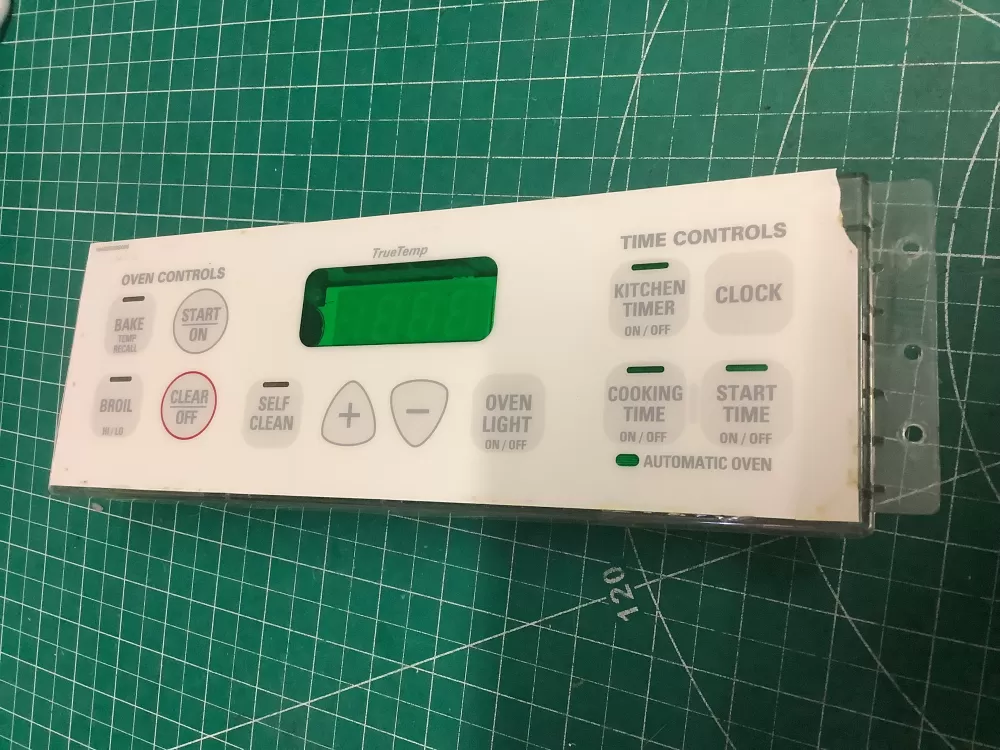 TrueTemp
OVEN CONTROLS
BAKE
TEMP
RECALL
START
ON
BROIL
HI / LO
CLEAR
OFF
SELF
CLEAN
+
−
OVEN
LIGHT
ON / OFF
TIME CONTROLS
KITCHEN
TIMER
ON / OFF
CLOCK
COOKING
TIME
ON / OFF
START
TIME
ON / OFF
AUTOMATIC OVEN
120